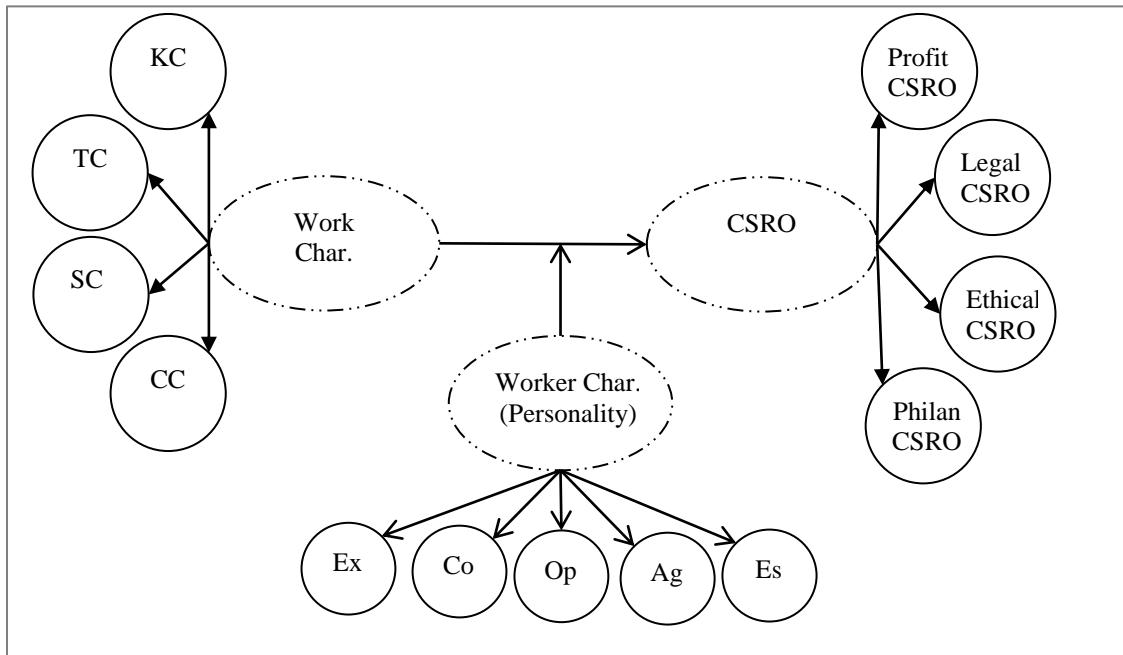 KC
TC
SC
CC
Work
Char.
CSRO
Profit
CSRO
Legal
CSRO
Ethical
CSRO
Philan
CSRO
Worker Char.
(Personality)
Ex
Co
Op
Ag
Es